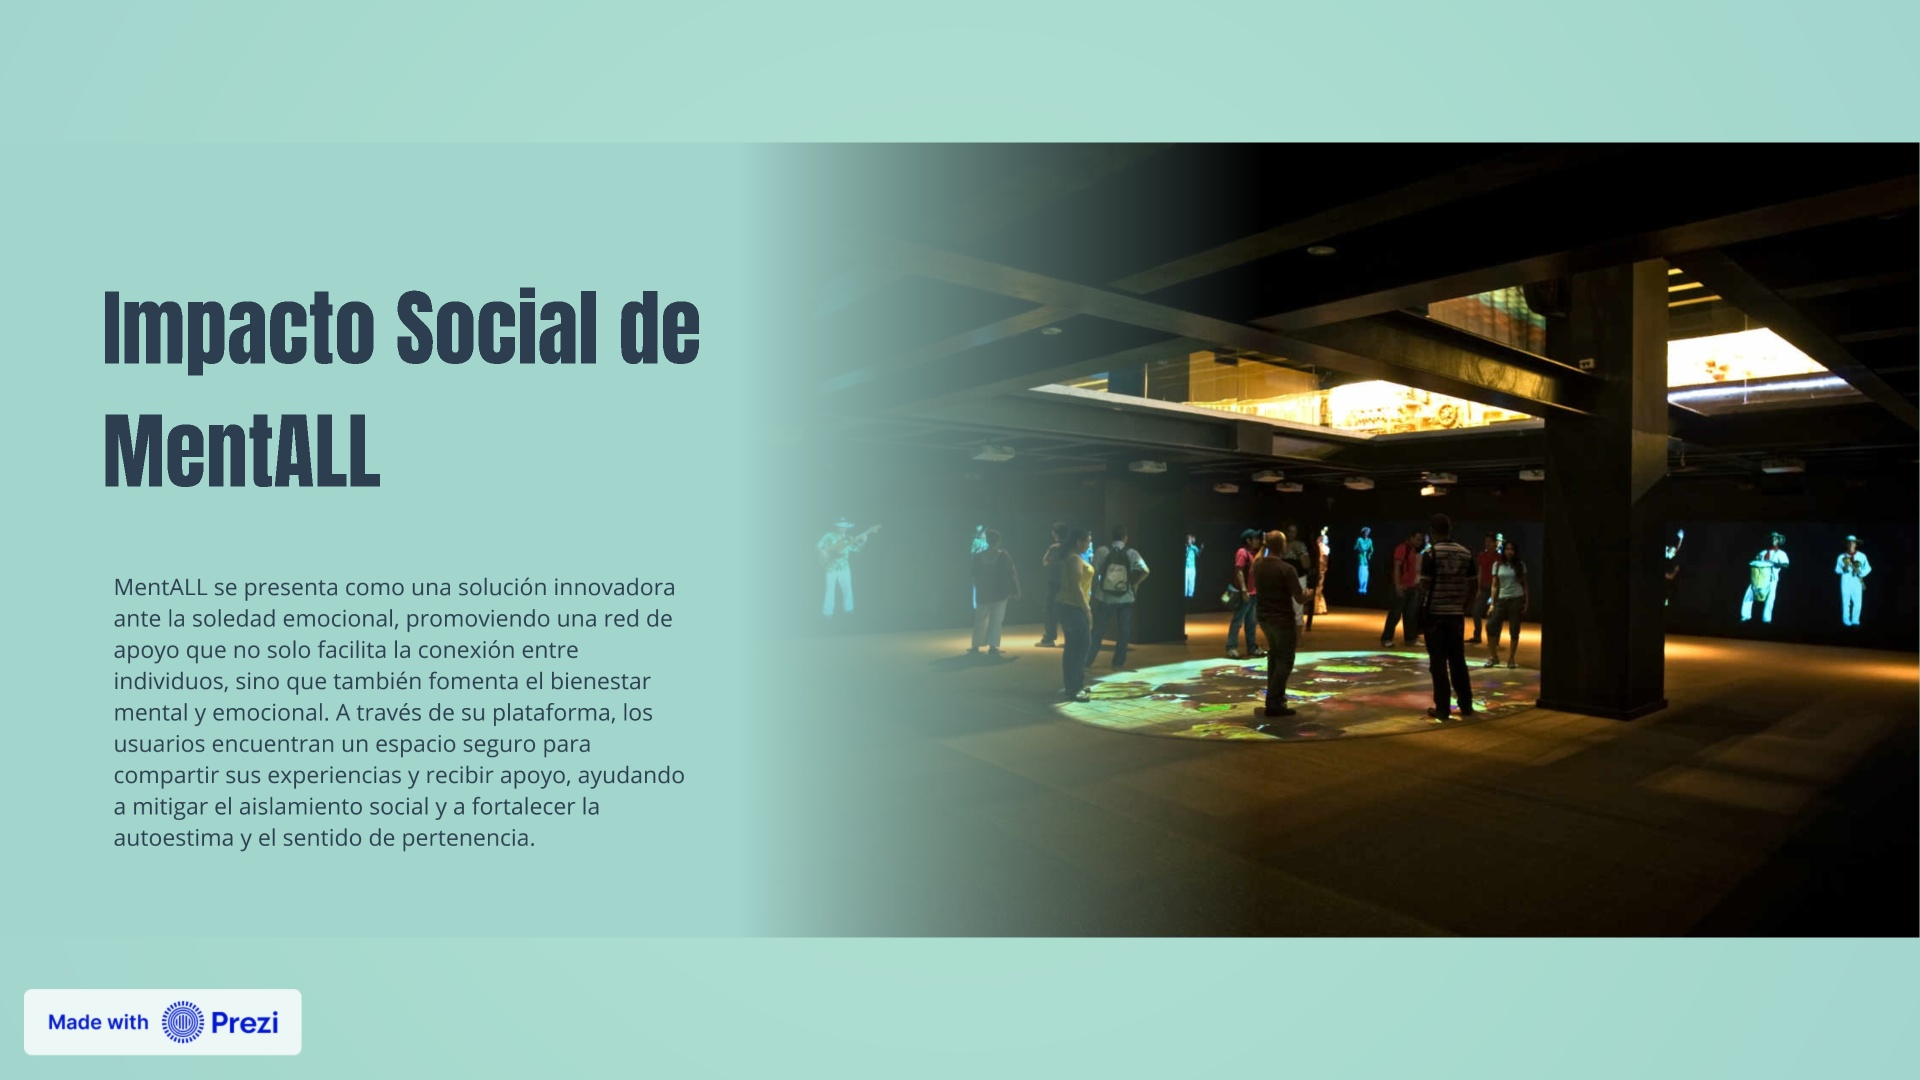 Impacto Social de
MentALL
MentALL se presenta como una solución innovadora
ante la soledad emocional, promoviendo una red de
apoyo que no solo facilita la conexión entre
individuos, sino que también fomenta el bienestar
mental y emocional. A través de su plataforma, los
usuarios encuentran un espacio seguro para
compartir sus experiencias y recibir apoyo, ayudando
a mitigar el aislamiento social y a fortalecer la
autoestima y el sentido de pertenencia.
Made with Prezi